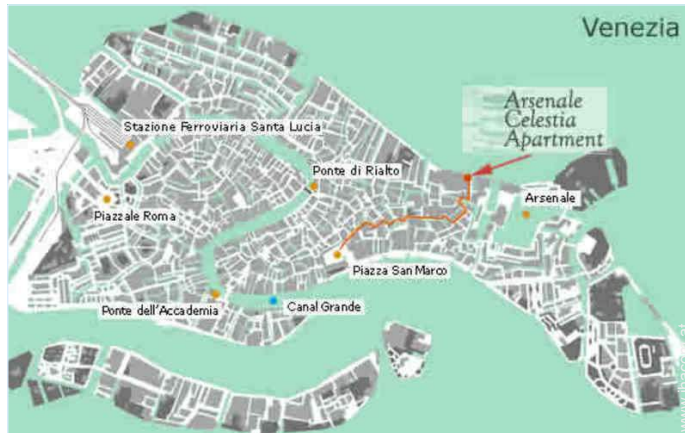 Venezia
Arsenale
Celestia
Apartment
Stazione Ferroviaria Santa Lucia
Ponte di Rialto
Arsenale
Piazzale Roma
Piazza San Marco
Ponte dell'Accademia
Canal Grande